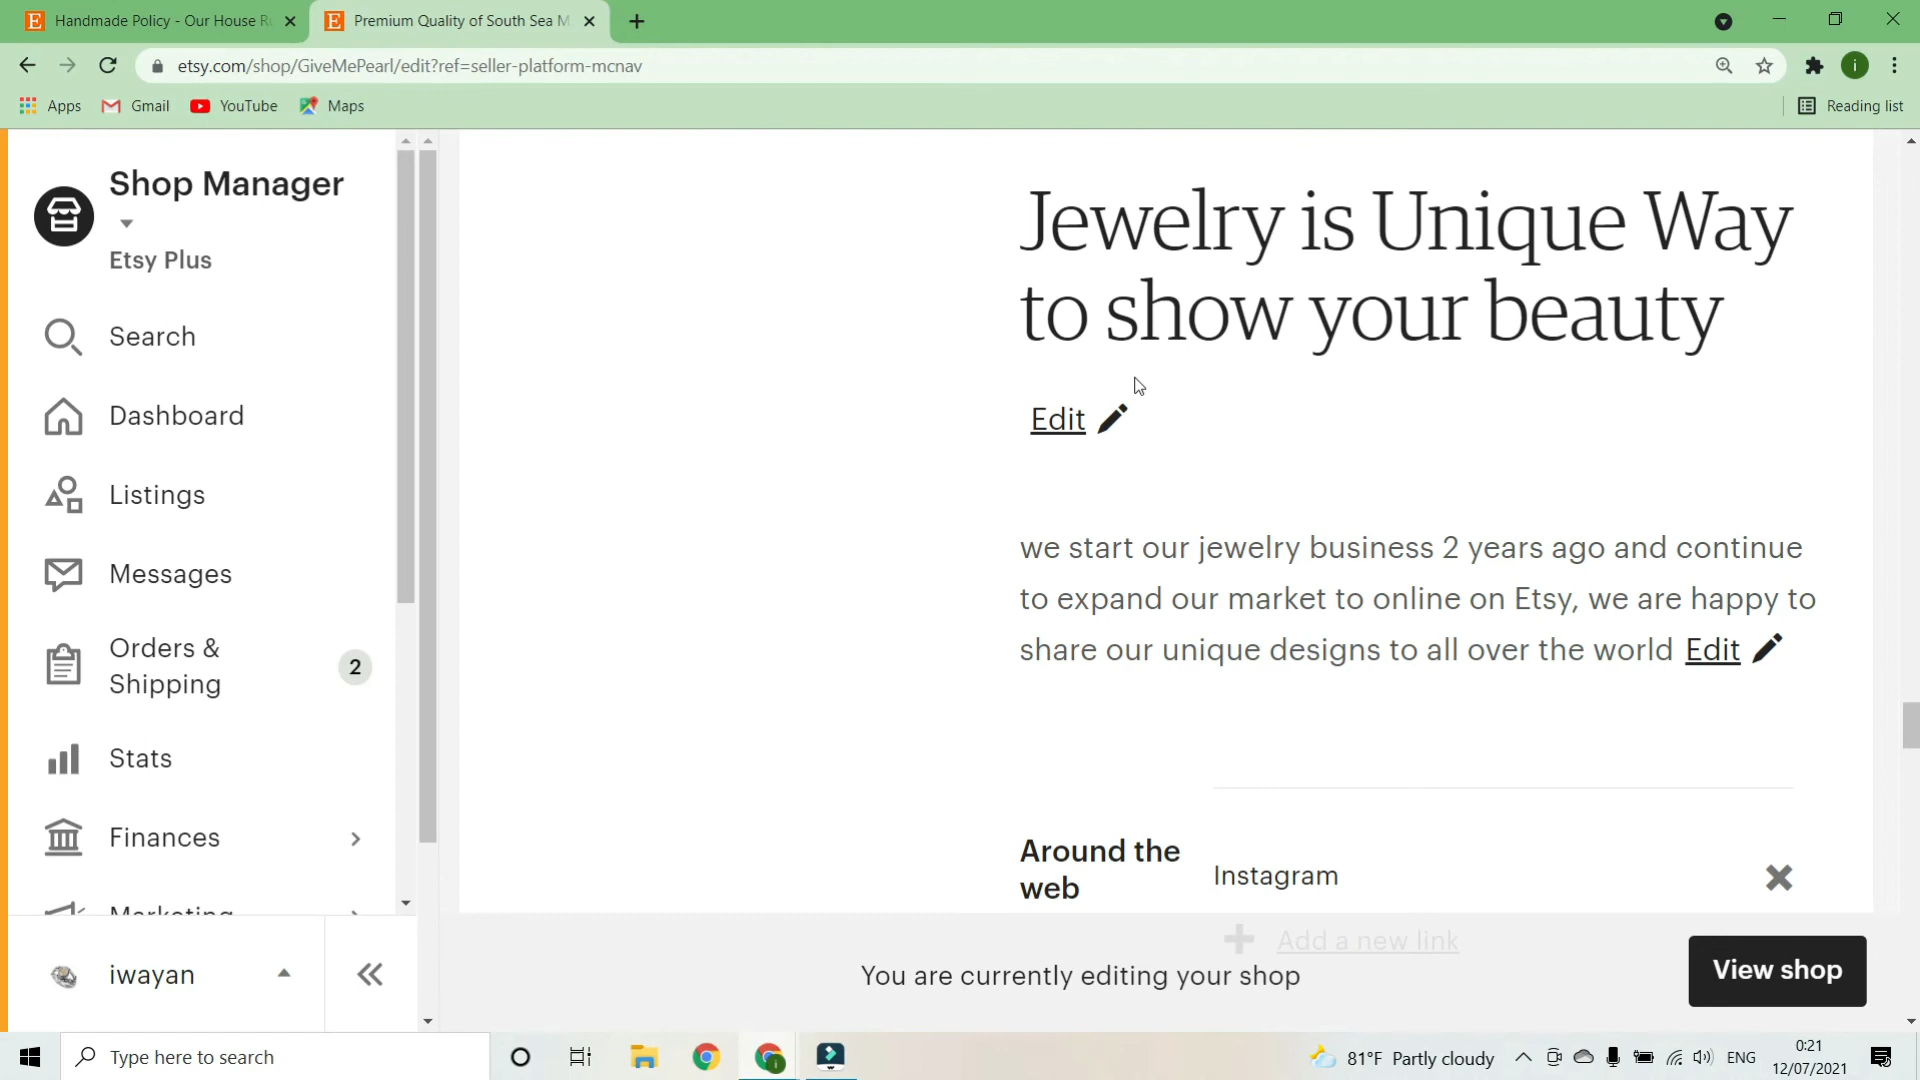 Handmade Policy - Our House Ru
Premium Quality of South Sea M
etsy.com/shop/GiveMePearl/edit?ref=seller-platform-mcnav
i
Apps
Gmail
YouTube
Maps
Reading list
Shop Manager
Etsy Plus
Search
Dashboard
Listings
Messages
Orders &
Shipping
2
Stats
Finances
Marketing
iwayan
Jewelry is Unique Way
to show your beauty
Edit
we start our jewelry business 2 years ago and continue
to expand our market to online on Etsy, we are happy to
share our unique designs to all over the world Edit
Around the
web
Instagram
Add a new link
You are currently editing your shop
View shop
Type here to search
81°F Partly cloudy
ENG
0:21
12/07/2021